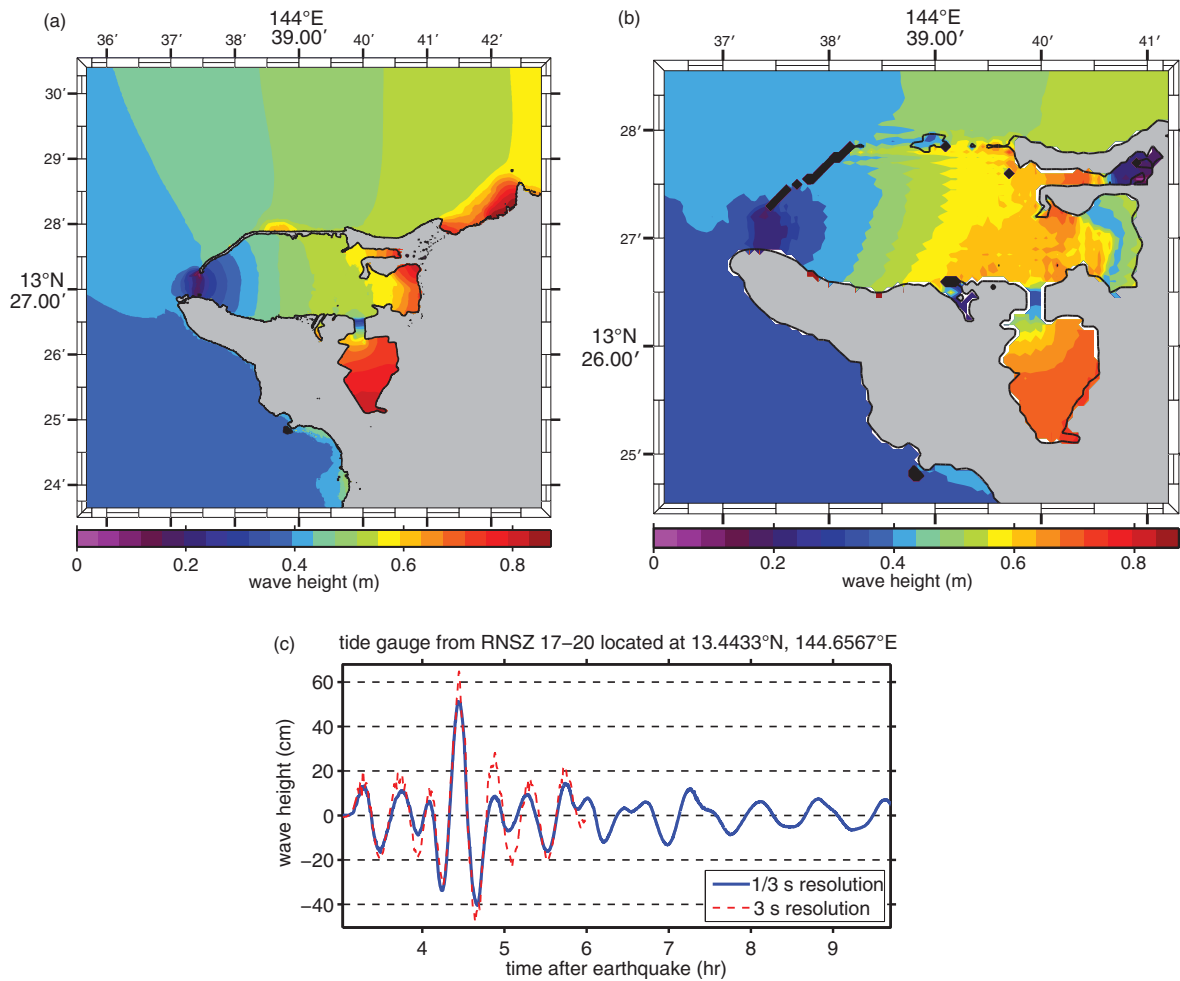 (a)
144°E
36′ 37′ 38′ 39.00′ 40′ 41′ 42′
30′
29′
28′
13°N
27.00′
26′
25′
24′
0 0.2 0.4 0.6 0.8
wave height (m)
(b)
144°E
37′ 38′ 39.00′ 40′ 41′
28′
27′
13°N
26.00′
25′
0 0.2 0.4 0.6 0.8
wave height (m)
(c) tide gauge from RNSZ 17–20 located at 13.4433°N, 144.6567°E
60
40
20
0
−20
−40
wave height (cm)
1/3 s resolution
3 s resolution
4 5 6 7 8 9
time after earthquake (hr)